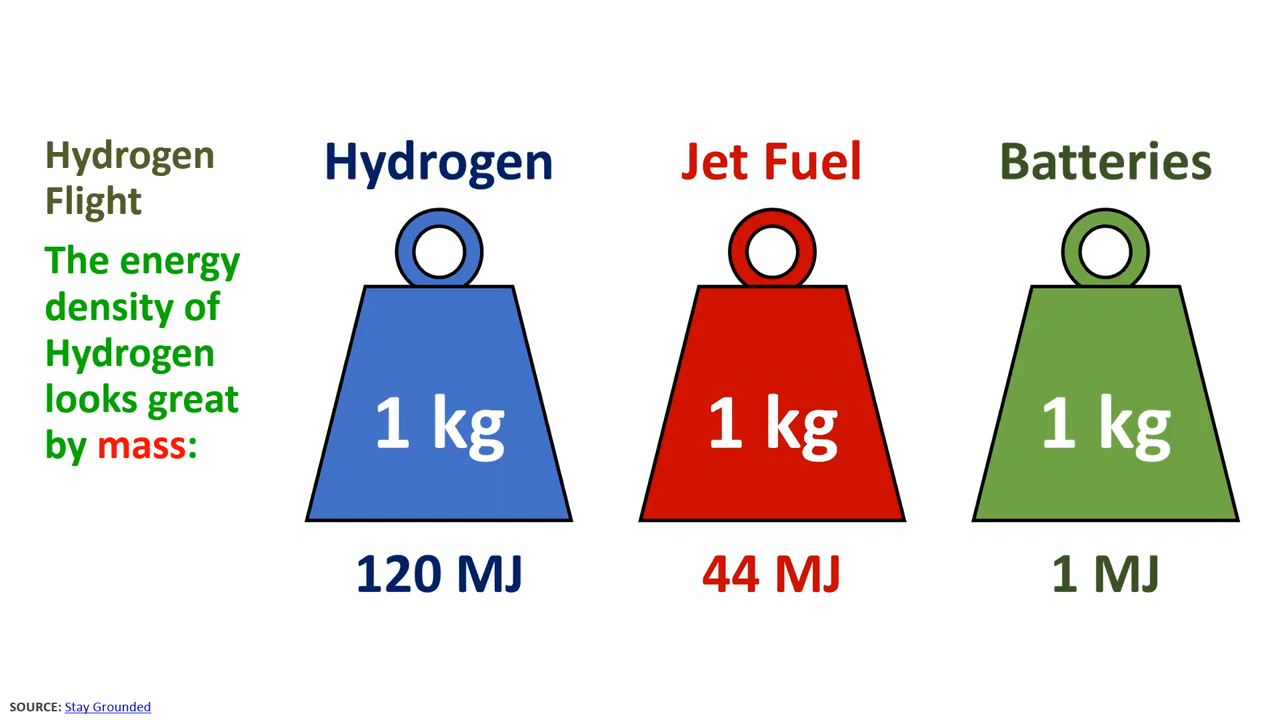 Hydrogen
Flight
The energy
density of
Hydrogen
looks great
by mass:
Hydrogen
1 kg
120 MJ
Jet Fuel
1 kg
44 MJ
Batteries
1 kg
1 MJ
SOURCE: Stay Grounded